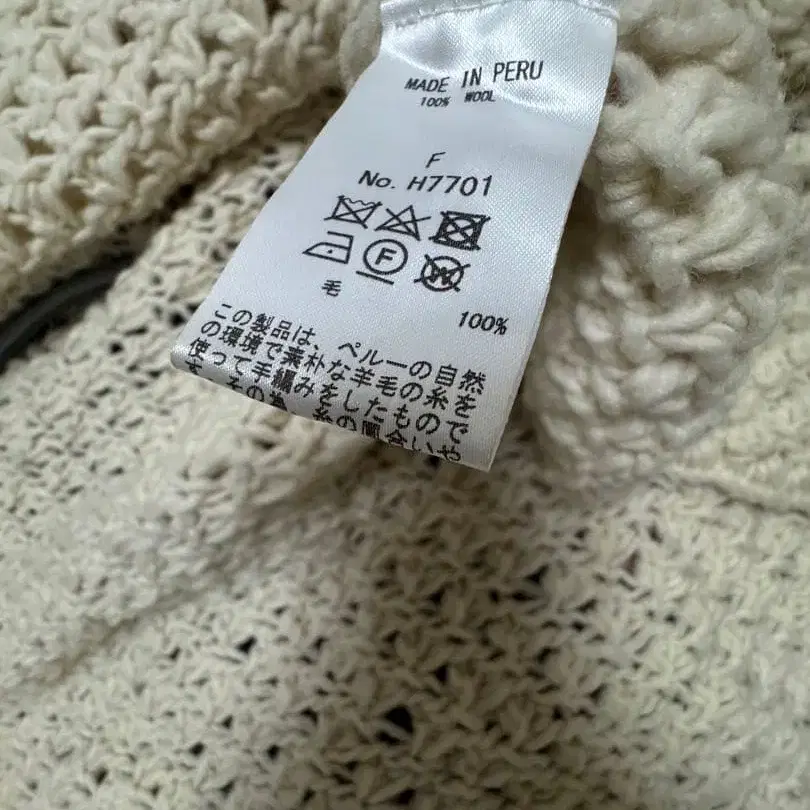 MADE IN PERU
100% WOOL
F
No. H7701
F W
毛
100%
この製品は、ペルーの自然
の環境で素朴な羊毛の糸を
使って手編みをしたもので
す。その為、糸の風合いや